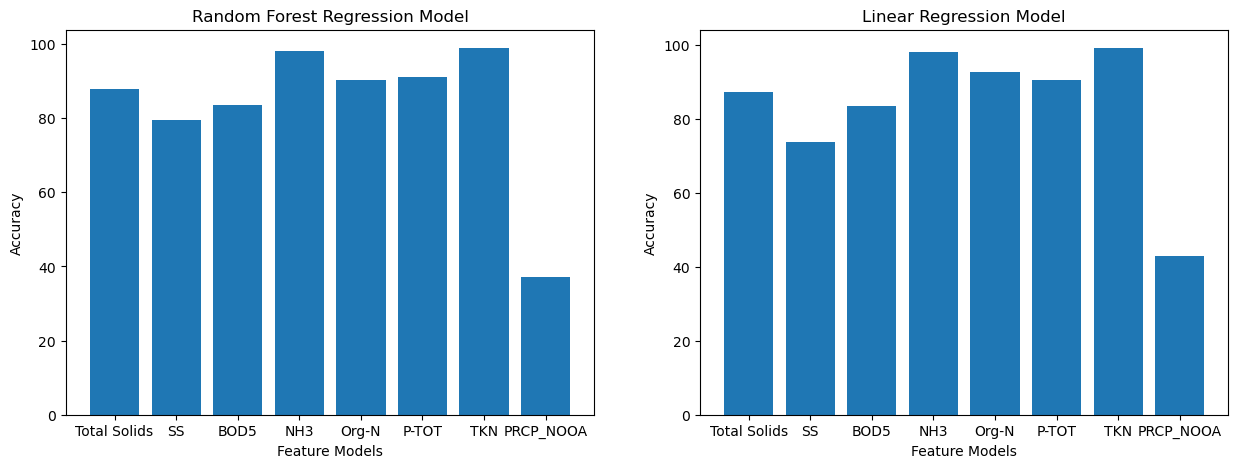 Random Forest Regression Model
100
80
60
40
20
0
Accuracy
Total Solids SS BOD5 NH3 Org-N P-TOT TKN PRCP_NOOA
Feature Models
Linear Regression Model
100
80
60
40
20
0
Accuracy
Total Solids SS BOD5 NH3 Org-N P-TOT TKN PRCP_NOOA
Feature Models